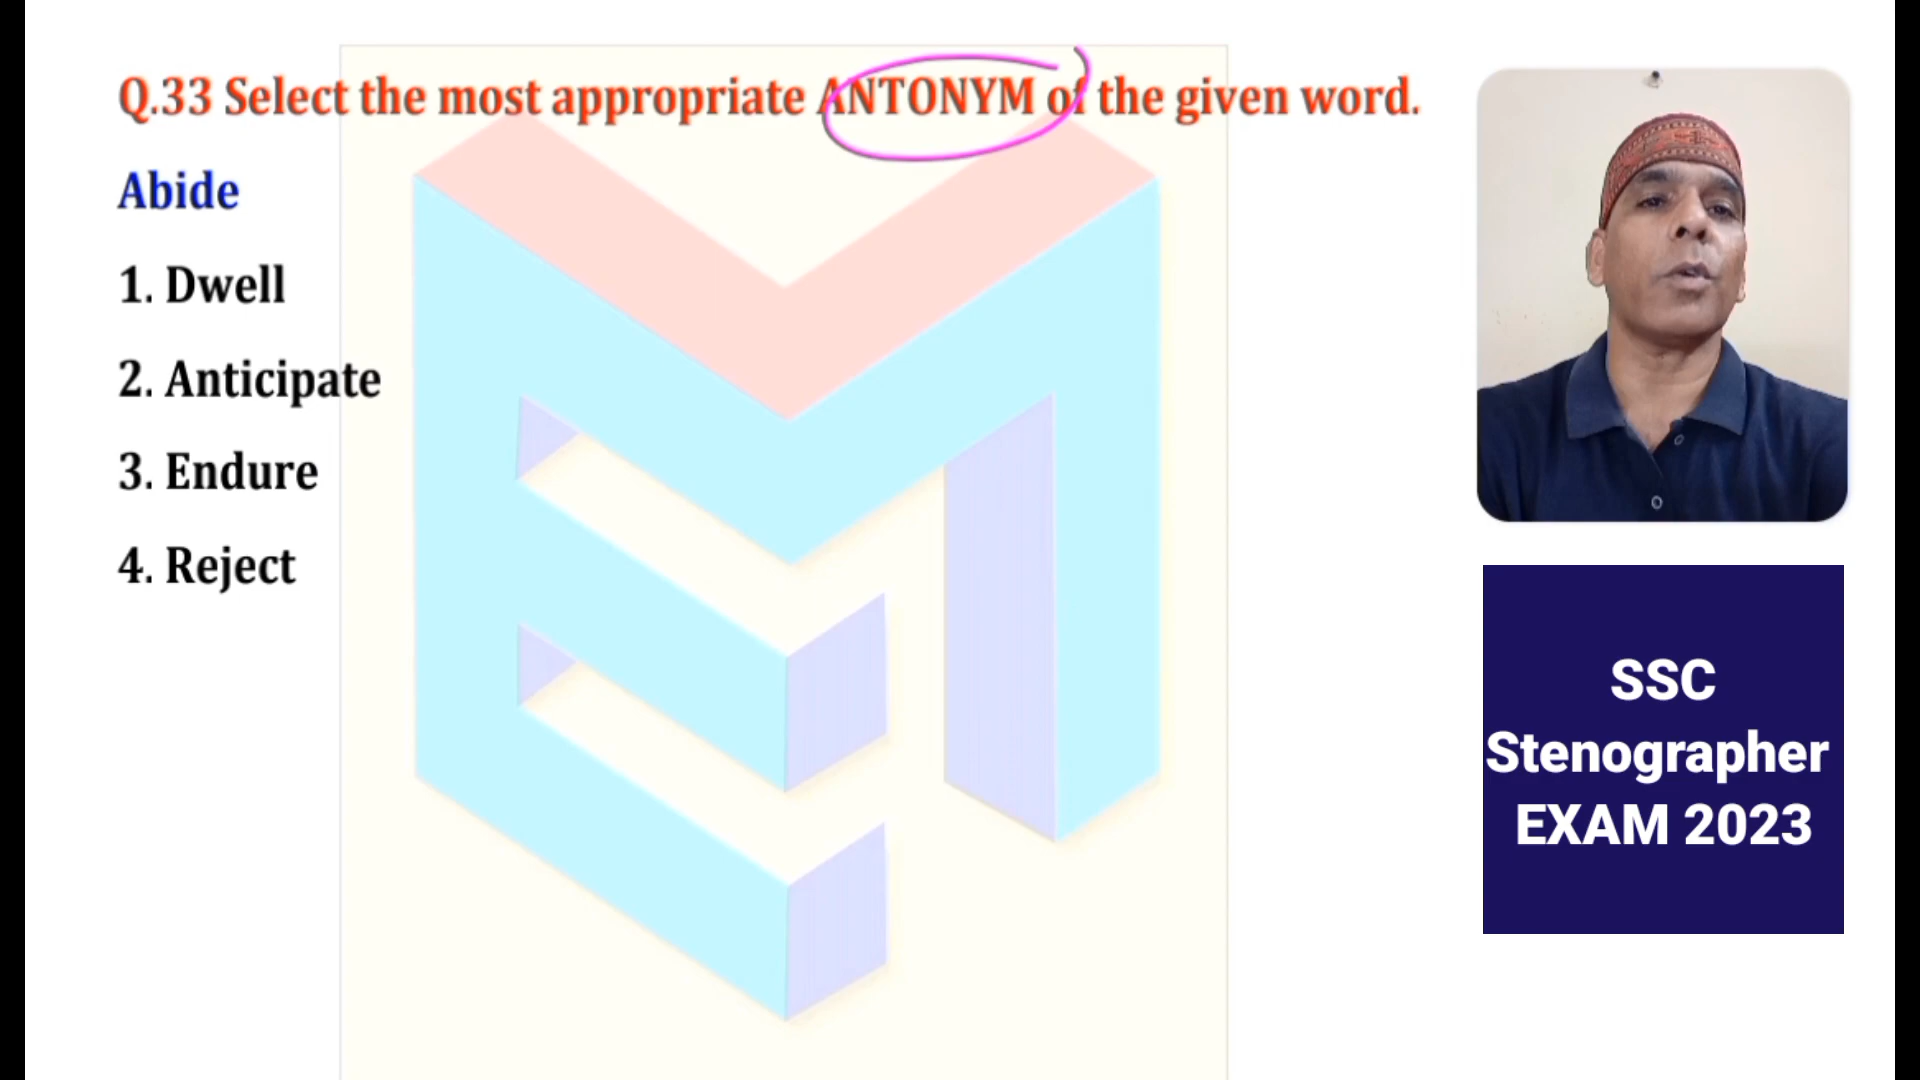 Q.33 Select the most appropriate ANTONYM of the given word.
Abide
1. Dwell
2. Anticipate
3. Endure
4. Reject
SSC
Stenographer
EXAM 2023